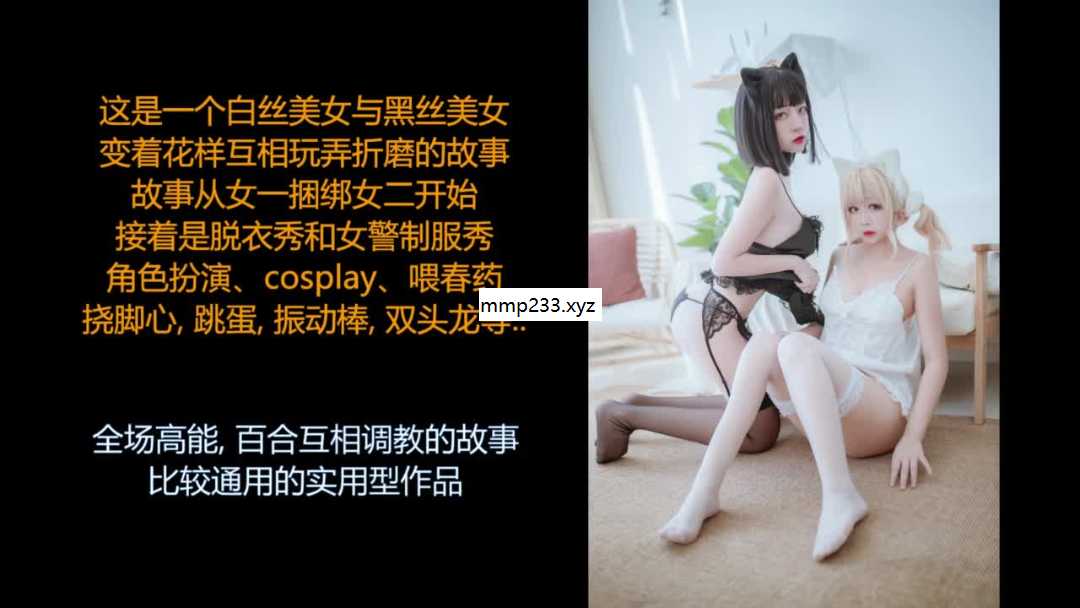 这是一个白丝美女与黑丝美女
变着花样互相玩弄折磨的故事
故事从女一捆绑女二开始
接着是脱衣秀和女警制服秀
角色扮演、cosplay、喂春药
mmp233.xyz
挠脚心, 跳蛋, 振动棒, 双头龙等..
全场高能, 百合互相调教的故事
比较通用的实用型作品